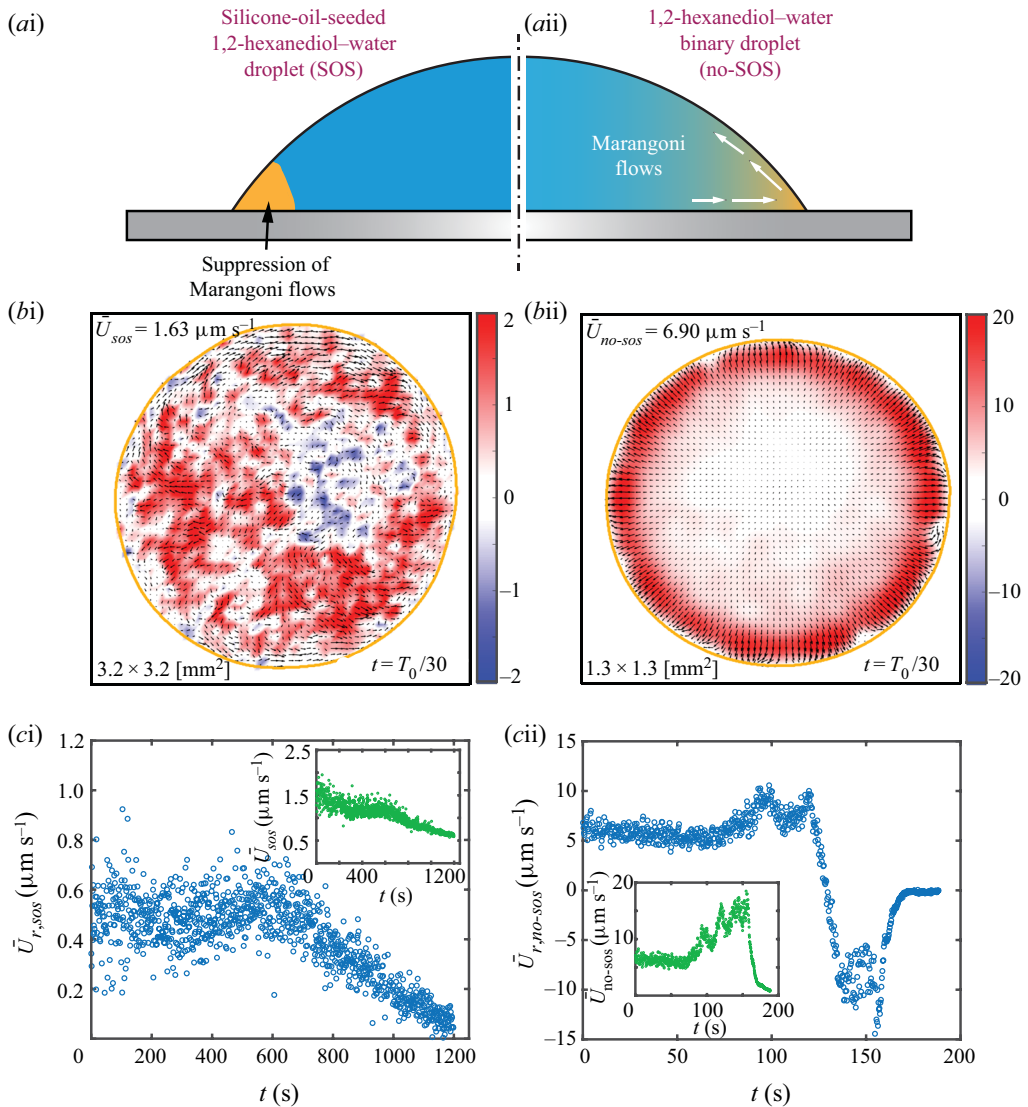 (ai)
Silicone-oil-seeded
1,2-hexanediol–water
droplet (SOS)
(aii)
1,2-hexanediol–water
binary droplet
(no-SOS)
Marangoni
flows
Suppression of
Marangoni flows
(bi)
Ū_sos = 1.63 μm s⁻¹
3.2 × 3.2 [mm²]
t = T₀/30
2
1
0
–1
–2
(bii)
Ū_no-sos = 6.90 μm s⁻¹
1.3 × 1.3 [mm²]
t = T₀/30
20
10
0
–10
–20
(ci)
1.2
1.0
0.8
0.6
0.4
0.2
0 200 400 600 800 1000 1200
Ū_r,sos (μm s⁻¹)
t (s)
2.5
1.5
0.5
400 1200
0
Ū_sos (μm s⁻¹)
t (s)
(cii)
15
10
5
0
–5
–10
–15
0 50 100 150 200
Ū_r,no-sos (μm s⁻¹)
t (s)
20
10
0 100 200
Ū_no-sos (μm s⁻¹)
t (s)